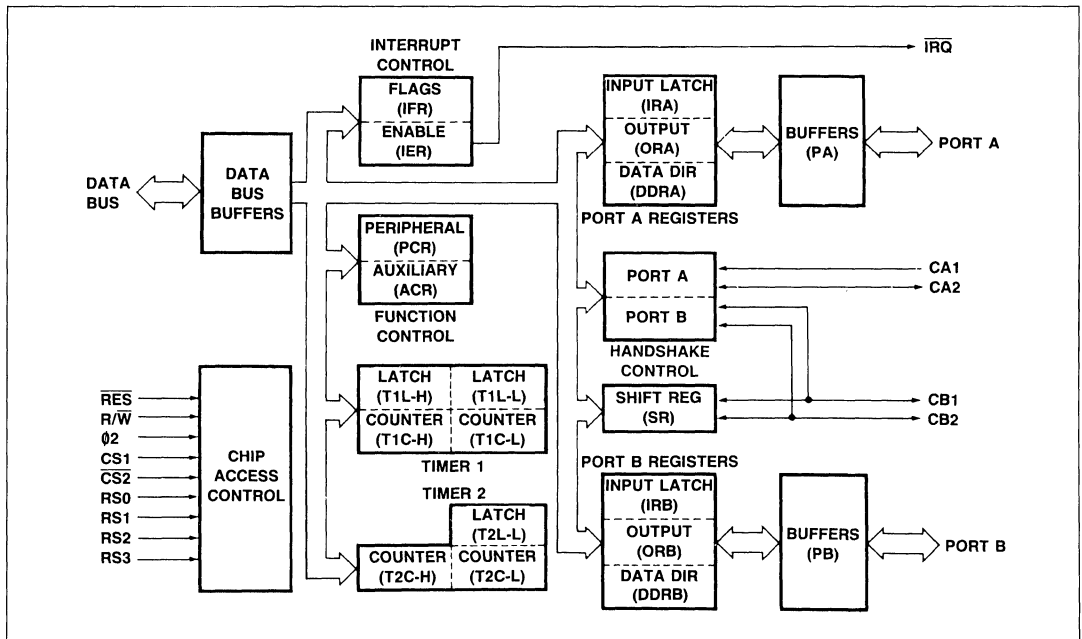 INTERRUPT
CONTROL
FLAGS
(IFR)
ENABLE
(IER)
IRQ
DATA
BUS
DATA
BUS
BUFFERS
PERIPHERAL
(PCR)
AUXILIARY
(ACR)
FUNCTION
CONTROL
LATCH
(T1L-H)
LATCH
(T1L-L)
COUNTER
(T1C-H)
COUNTER
(T1C-L)
TIMER 1
TIMER 2
LATCH
(T2L-L)
COUNTER
(T2C-H)
COUNTER
(T2C-L)
RES
R/W
ϕ2
CS1
CS2
RS0
RS1
RS2
RS3
CHIP
ACCESS
CONTROL
INPUT LATCH
(IRA)
OUTPUT
(ORA)
DATA DIR
(DDRA)
PORT A REGISTERS
BUFFERS
(PA)
PORT A
PORT A
PORT B
HANDSHAKE
CONTROL
CA1
CA2
SHIFT REG
(SR)
CB1
CB2
PORT B REGISTERS
INPUT LATCH
(IRB)
OUTPUT
(ORB)
DATA DIR
(DDRB)
BUFFERS
(PB)
PORT B